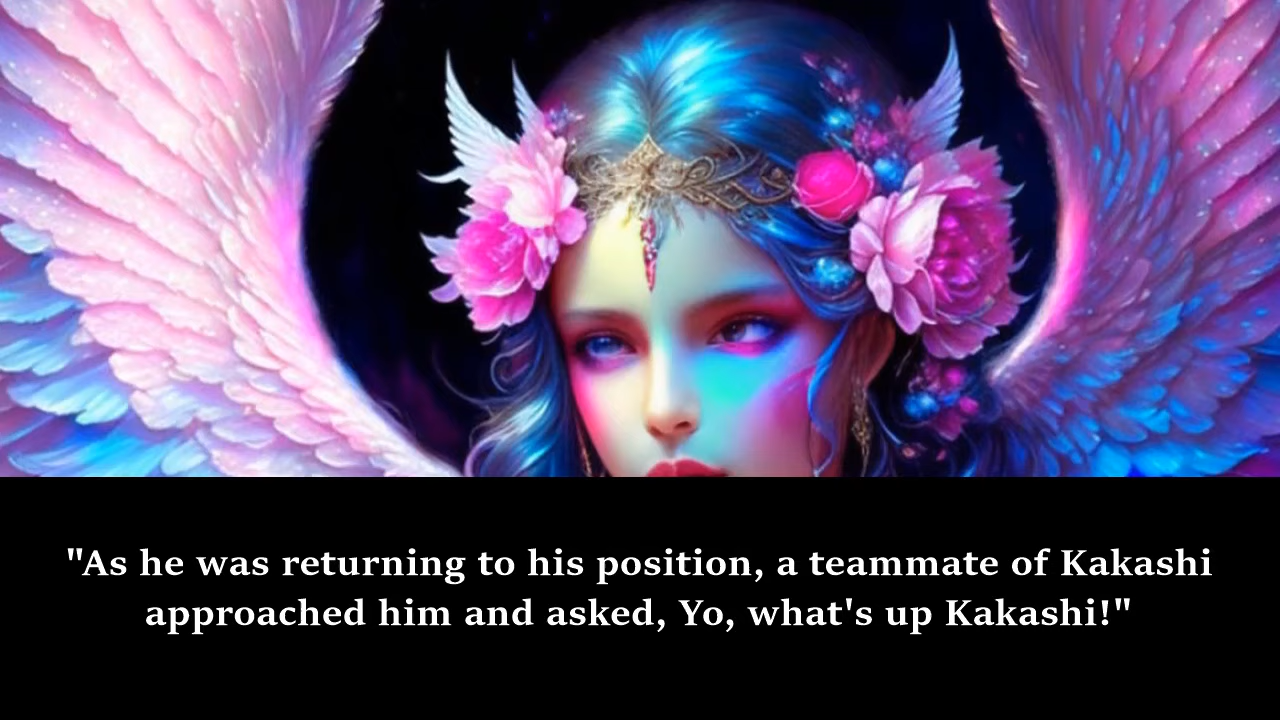 "As he was returning to his position, a teammate of Kakashi
approached him and asked, Yo, what's up Kakashi!"